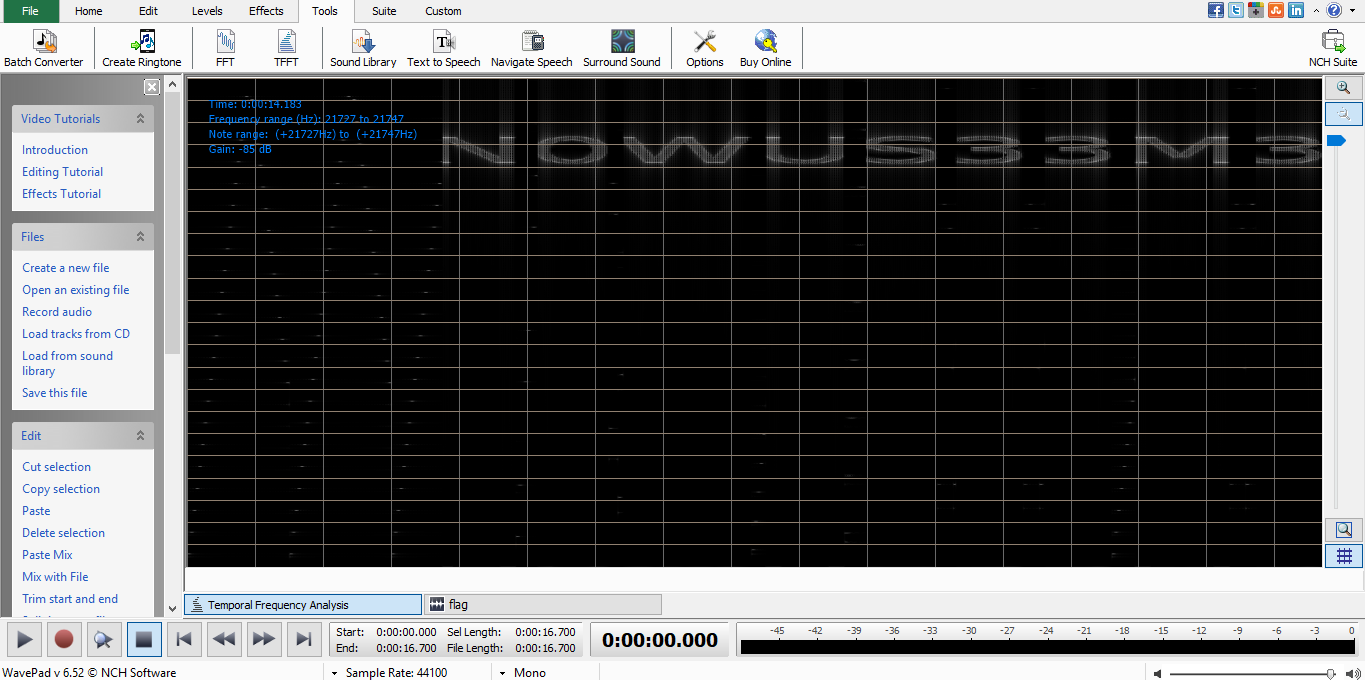 File Home Edit Levels Effects Tools Suite Custom
Batch Converter Create Ringtone FFT TFFT Sound Library Text to Speech Navigate Speech Surround Sound Options Buy Online NCH Suite
Video Tutorials
Introduction
Editing Tutorial
Effects Tutorial
Files
Create a new file
Open an existing file
Record audio
Load tracks from CD
Load from sound
library
Save this file
Edit
Cut selection
Copy selection
Paste
Delete selection
Paste Mix
Mix with File
Trim start and end
Time: 0:00:14.183
Frequency range (Hz): 21727 to 21747
Note range: (+21727Hz) to (+21747Hz)
Gain: -85 dB
NOWUS33M3
Temporal Frequency Analysis flag
Start: 0:00:00.000 Sel Length: 0:00:16.700
End: 0:00:16.700 File Length: 0:00:16.700
0:00:00.000
-45 -42 -39 -36 -33 -30 -27 -24 -21 -18 -15 -12 -9 -6 -3 0
WavePad v 6.52 © NCH Software Sample Rate: 44100 Mono